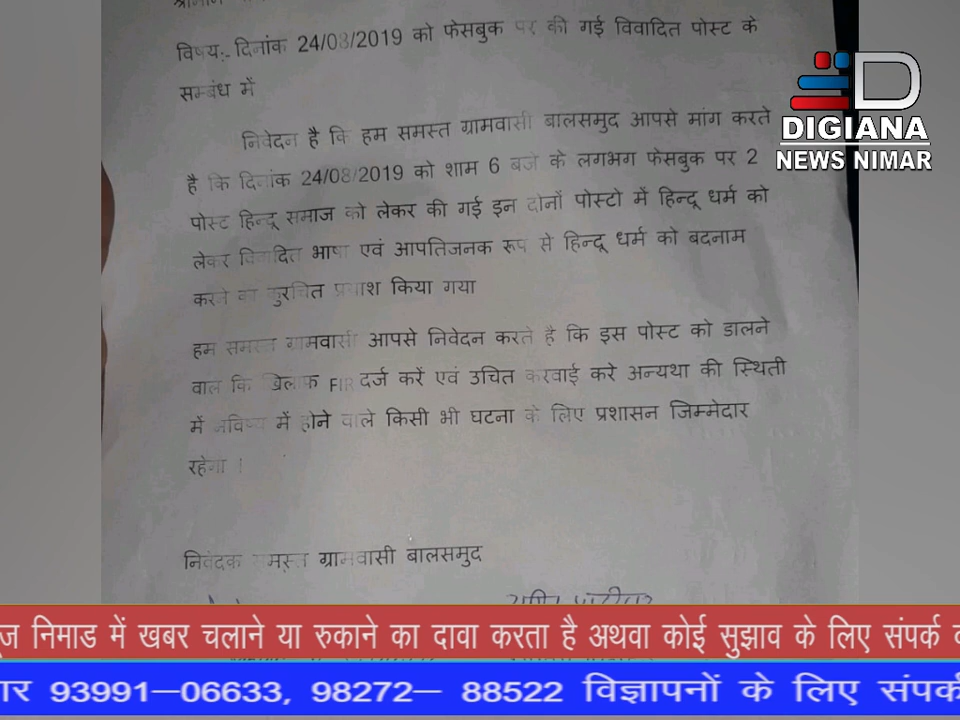 विषय:- दिनांक 24/08/2019 को फेसबुक पर की गई विवादित पोस्ट के
सम्बंध में
निवेदन है कि हम समस्त ग्रामवासी बालसमुद आपसे मांग करते
है कि दिनांक 24/08/2019 को शाम 6 बजे के लगभग फेसबुक पर 2
पोस्ट हिन्दू समाज को लेकर की गई इन दोनों पोस्टो में हिन्दू धर्म को
लेकर विवादित भाषा एवं आपतिजनक रूप से हिन्दू धर्म को बदनाम
करने का कुरचित प्रयाश किया गया
हम समस्त ग्रामवासी आपसे निवेदन करते है कि इस पोस्ट को डालने
वाले कि खिलाफ FIR दर्ज करें एवं उचित करवाई करे अन्यथा की स्थिती
में भविष्य में होने वाले किसी भी घटना के लिए प्रशासन जिम्मेदार
रहेगा ।
निवेदक समस्त ग्रामवासी बालसमुद
DIGIANA
NEWS NIMAR
ज निमाड में खबर चलाने या रुकाने का दावा करता है अथवा कोई सुझाव के लिए संपर्क
93991–06633, 98272– 88522 विज्ञापनों के लिए संपर्क